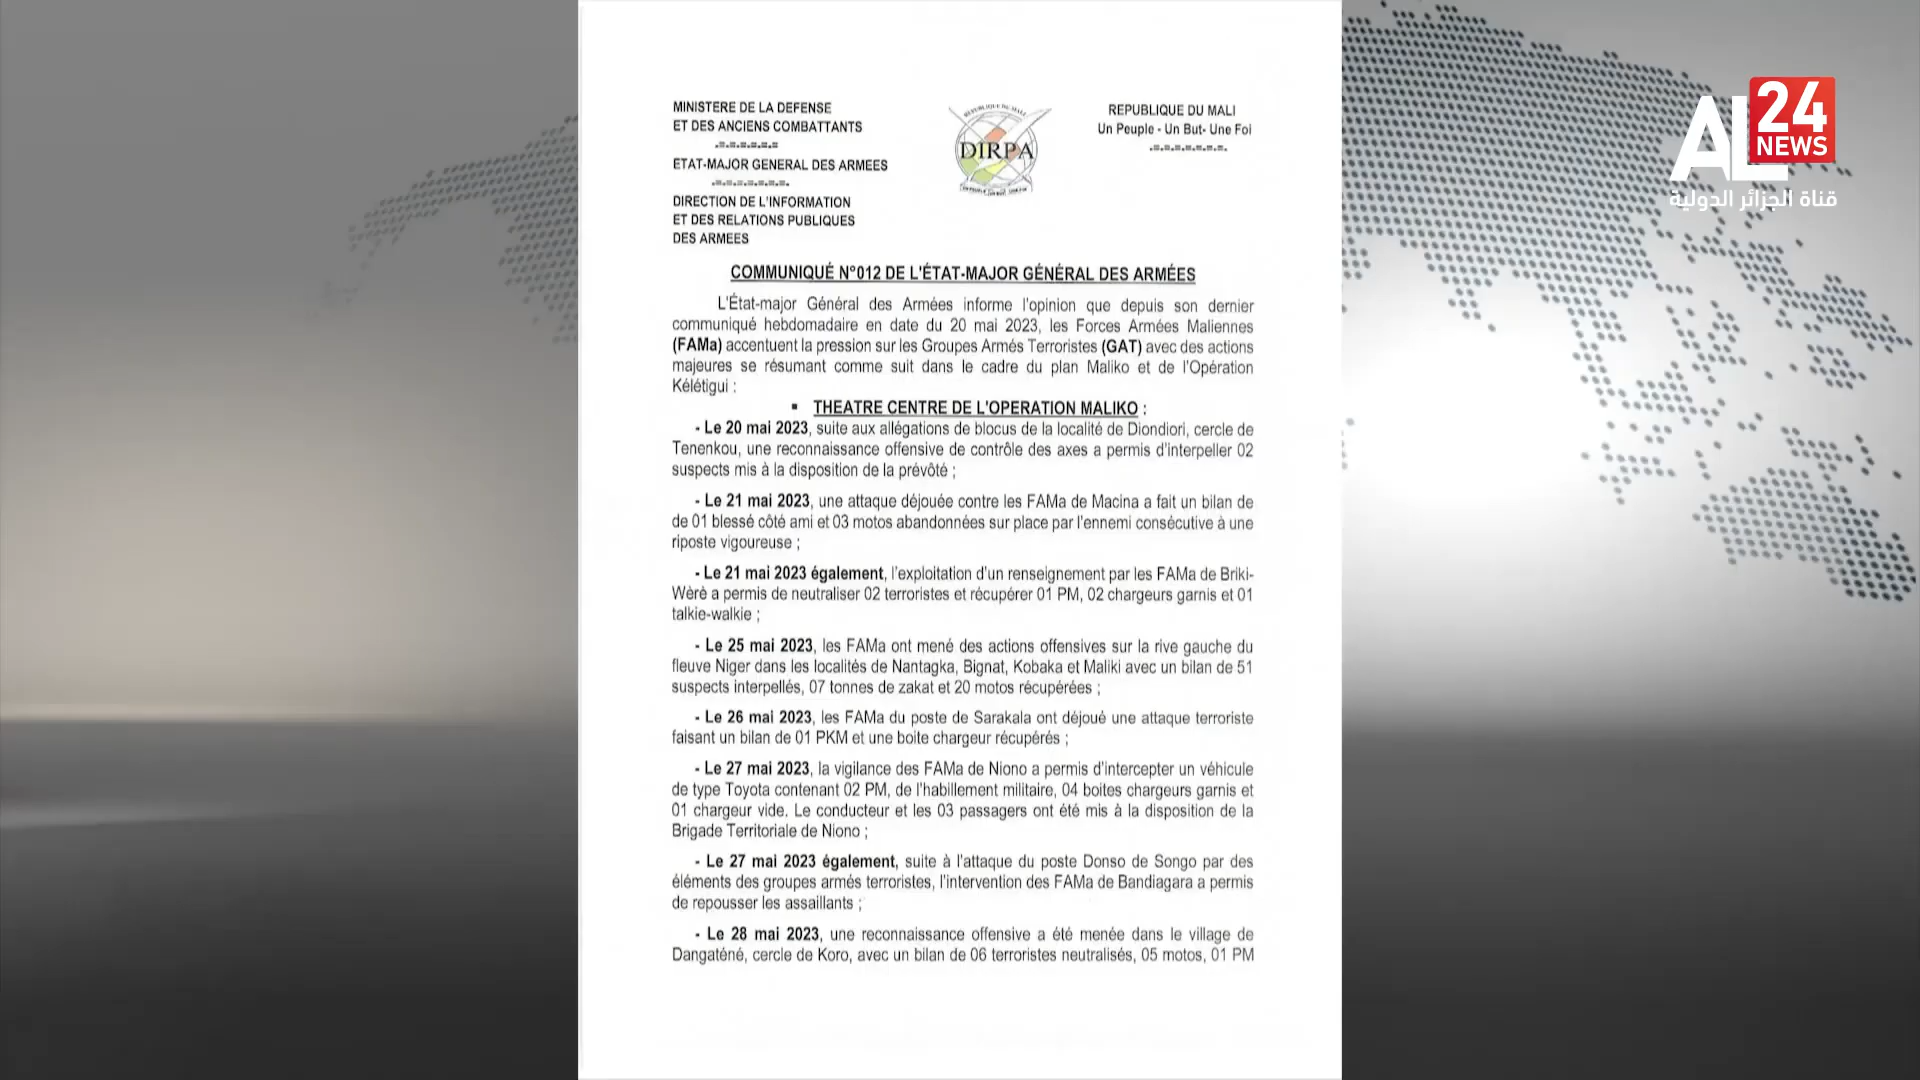 MINISTERE DE LA DEFENSE
ET DES ANCIENS COMBATTANTS
-=-=-=-=-=-=-=
ETAT-MAJOR GENERAL DES ARMEES
-=-=-=-=-=-=-=-=-
DIRECTION DE L'INFORMATION
ET DES RELATIONS PUBLIQUES
DES ARMEES
REPUBLIQUE DU MALI
DIRPA
REPUBLIQUE DU MALI
Un Peuple - Un But- Une Foi
-=-=-=-=-=-=-=-=-
AL
24
NEWS
قناة الجزائر الدولية
COMMUNIQUÉ N°012 DE L'ÉTAT-MAJOR GÉNÉRAL DES ARMÉES
L'État-major Général des Armées informe l'opinion que depuis son dernier
communiqué hebdomadaire en date du 20 mai 2023, les Forces Armées Maliennes
(FAMa) accentuent la pression sur les Groupes Armés Terroristes (GAT) avec des actions
majeures se résumant comme suit dans le cadre du plan Maliko et de l'Opération
Kélétigui :
▪ THEATRE CENTRE DE L'OPERATION MALIKO :
- Le 20 mai 2023, suite aux allégations de blocus de la localité de Diondiori, cercle de
Tenenkou, une reconnaissance offensive de contrôle des axes a permis d'interpeller 02
suspects mis à la disposition de la prévôté ;
- Le 21 mai 2023, une attaque déjouée contre les FAMa de Macina a fait un bilan de
de 01 blessé côté ami et 03 motos abandonnées sur place par l'ennemi consécutive à une
riposte vigoureuse ;
- Le 21 mai 2023 également, l'exploitation d'un renseignement par les FAMa de Briki-
Wèrè a permis de neutraliser 02 terroristes et récupérer 01 PM, 02 chargeurs garnis et 01
talkie-walkie ;
- Le 25 mai 2023, les FAMa ont mené des actions offensives sur la rive gauche du
fleuve Niger dans les localités de Nantagka, Bignat, Kobaka et Maliki avec un bilan de 51
suspects interpellés, 07 tonnes de zakat et 20 motos récupérées ;
- Le 26 mai 2023, les FAMa du poste de Sarakala ont déjoué une attaque terroriste
faisant un bilan de 01 PKM et une boite chargeur récupérés ;
- Le 27 mai 2023, la vigilance des FAMa de Niono a permis d'intercepter un véhicule
de type Toyota contenant 02 PM, de l'habillement militaire, 04 boites chargeurs garnis et
01 chargeur vide. Le conducteur et les 03 passagers ont été mis à la disposition de la
Brigade Territoriale de Niono ;
- Le 27 mai 2023 également, suite à l'attaque du poste Donso de Songo par des
éléments des groupes armés terroristes, l'intervention des FAMa de Bandiagara a permis
de repousser les assaillants ;
- Le 28 mai 2023, une reconnaissance offensive a été menée dans le village de
Dangaténé, cercle de Koro, avec un bilan de 06 terroristes neutralisés, 05 motos, 01 PM